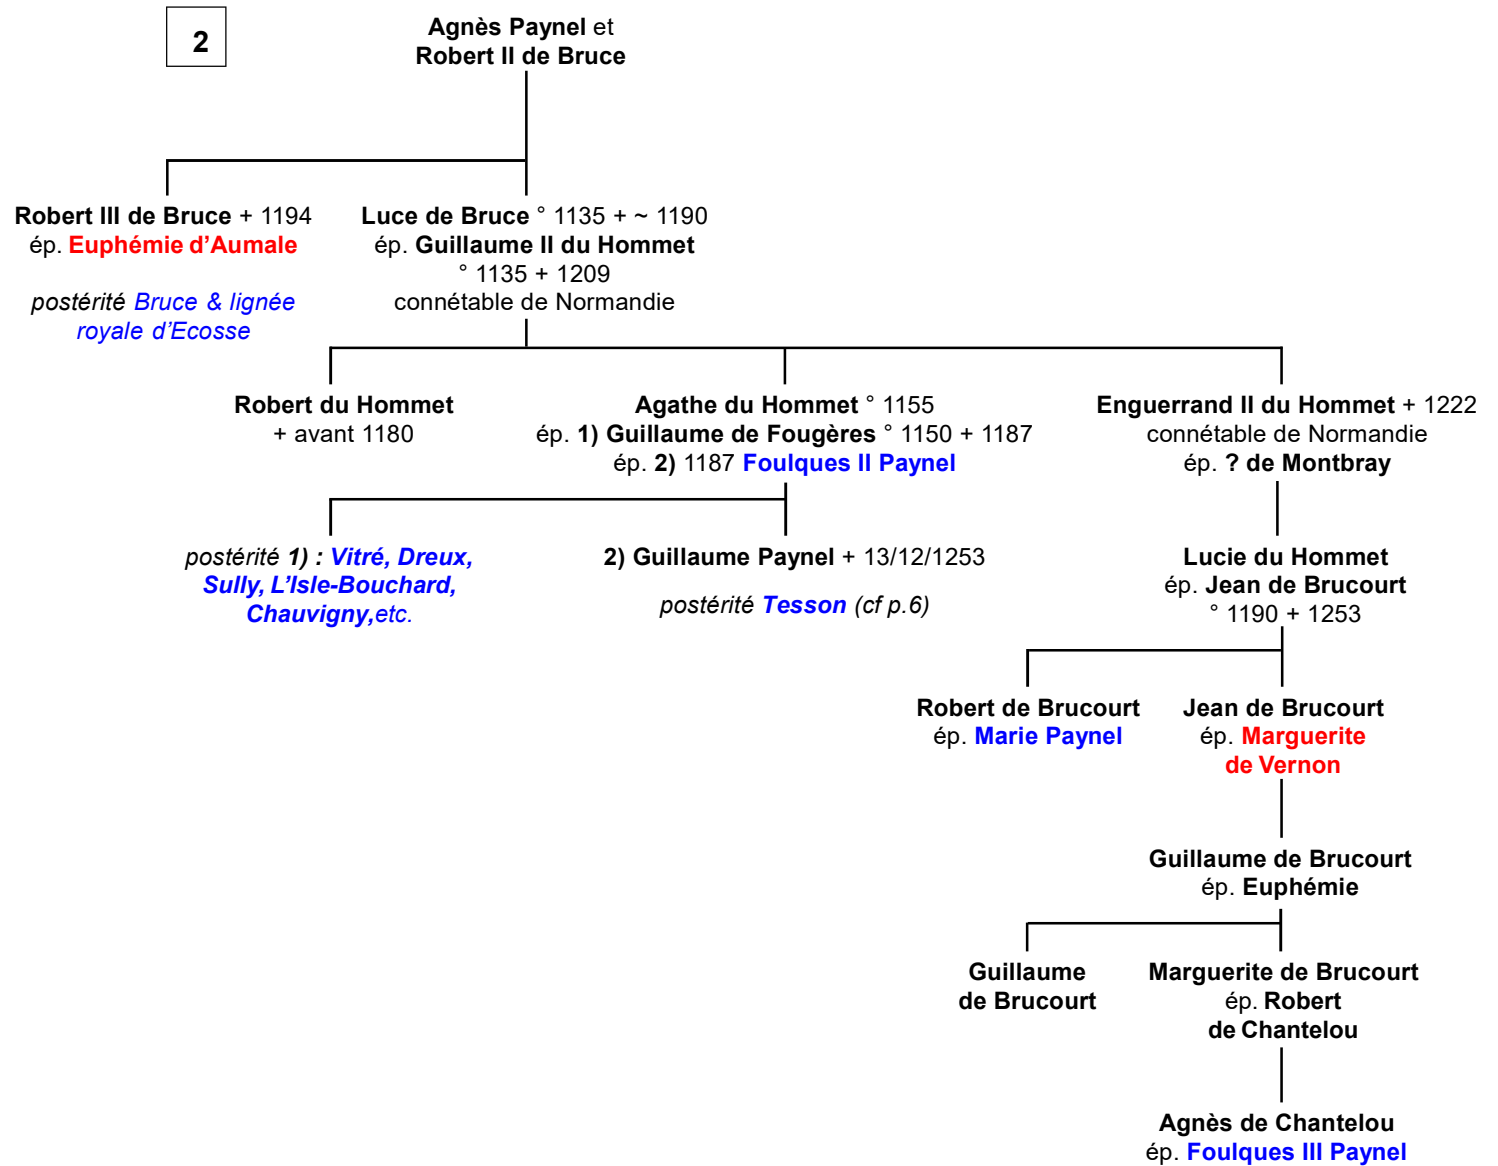 2
Agnès Paynel et
Robert II de Bruce
Robert III de Bruce + 1194
ép. Euphémie d'Aumale
postérité Bruce & lignée
royale d'Ecosse
Luce de Bruce ° 1135 + ~ 1190
ép. Guillaume II du Hommet
° 1135 + 1209
connétable de Normandie
Robert du Hommet
+ avant 1180
Agathe du Hommet ° 1155
ép. 1) Guillaume de Fougères ° 1150 + 1187
ép. 2) 1187 Foulques II Paynel
Enguerrand II du Hommet + 1222
connétable de Normandie
ép. ? de Montbray
postérité 1) : Vitré, Dreux,
Sully, L'Isle-Bouchard,
Chauvigny,etc.
2) Guillaume Paynel + 13/12/1253
postérité Tesson (cf p.6)
Lucie du Hommet
ép. Jean de Brucourt
° 1190 + 1253
Robert de Brucourt
ép. Marie Paynel
Jean de Brucourt
ép. Marguerite
de Vernon
Guillaume de Brucourt
ép. Euphémie
Guillaume
de Brucourt
Marguerite de Brucourt
ép. Robert
de Chantelou
Agnès de Chantelou
ép. Foulques III Paynel